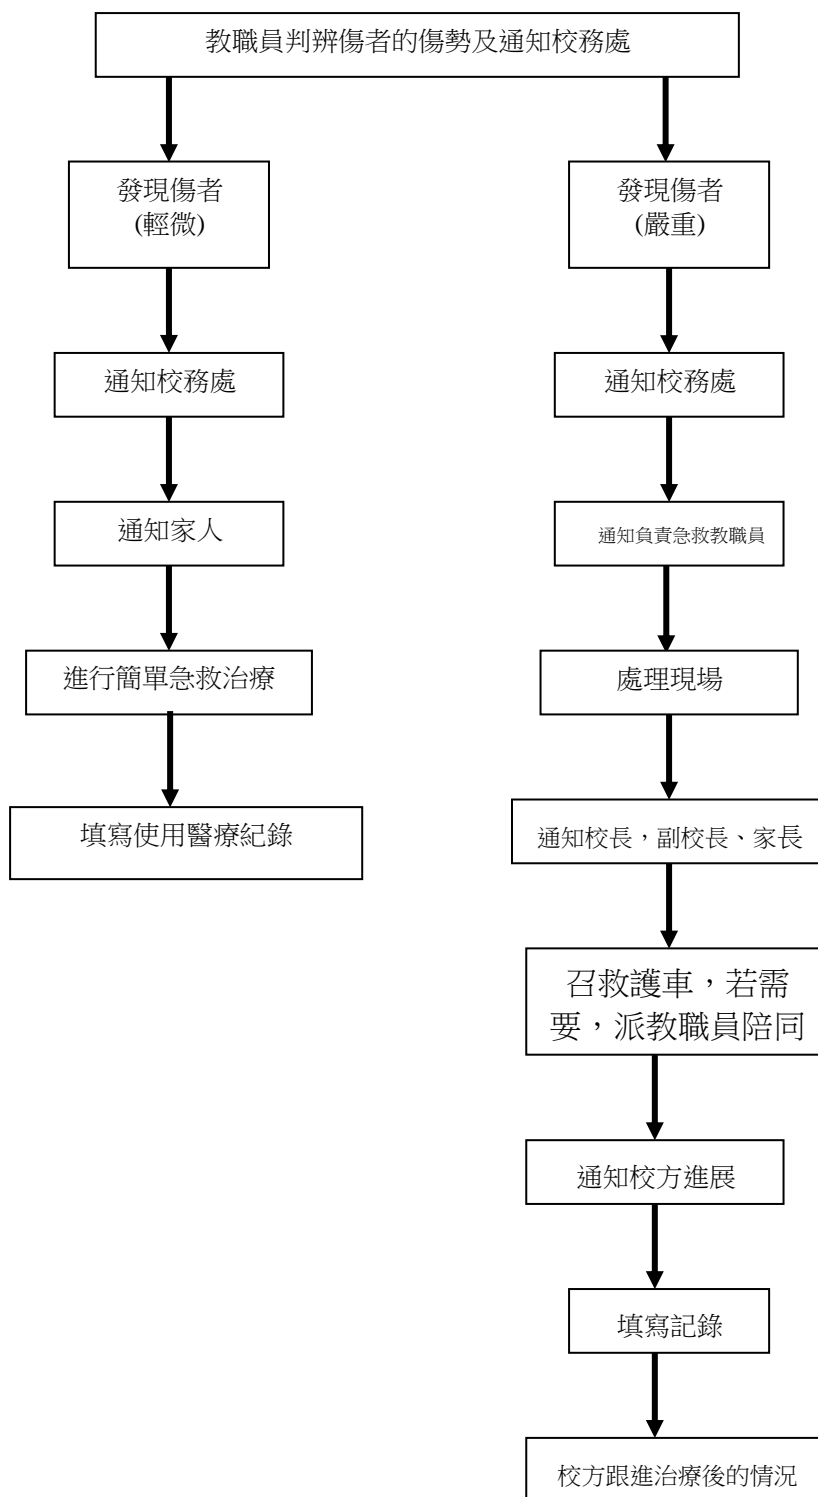 教職員判辨傷者的傷勢及通知校務處
發現傷者
(輕微)
通知校務處
通知家人
進行簡單急救治療
填寫使用醫療紀錄
發現傷者
(嚴重)
通知校務處
通知負責急救教職員
處理現場
通知校長，副校長、家長
召救護車，若需
要，派教職員陪同
通知校方進展
填寫記錄
校方跟進治療後的情況